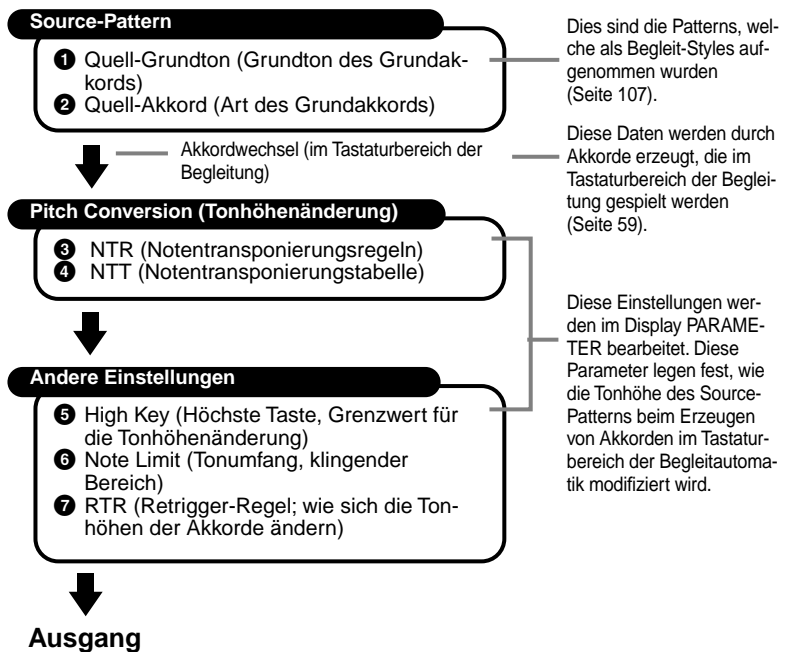 Source-Pattern
❶ Quell-Grundton (Grundton des Grundak-
kords)
❷ Quell-Akkord (Art des Grundakkords)
Dies sind die Patterns, wel-
che als Begleit-Styles auf-
genommen wurden
(Seite 107).
Akkordwechsel (im Tastaturbereich der
Begleitung)
Diese Daten werden durch
Akkorde erzeugt, die im
Tastaturbereich der Beglei-
tung gespielt werden
(Seite 59).
Pitch Conversion (Tonhöhenänderung)
❸ NTR (Notentransponierungsregeln)
❹ NTT (Notentransponierungstabelle)
Diese Einstellungen wer-
den im Display PARAME-
TER bearbeitet. Diese
Parameter legen fest, wie
die Tonhöhe des Source-
Patterns beim Erzeugen
von Akkorden im Tastatur-
bereich der Begleitautoma-
tik modifiziert wird.
Andere Einstellungen
❺ High Key (Höchste Taste, Grenzwert für
die Tonhöhenänderung)
❻ Note Limit (Tonumfang, klingender
Bereich)
❼ RTR (Retrigger-Regel; wie sich die Ton-
höhen der Akkorde ändern)
Ausgang